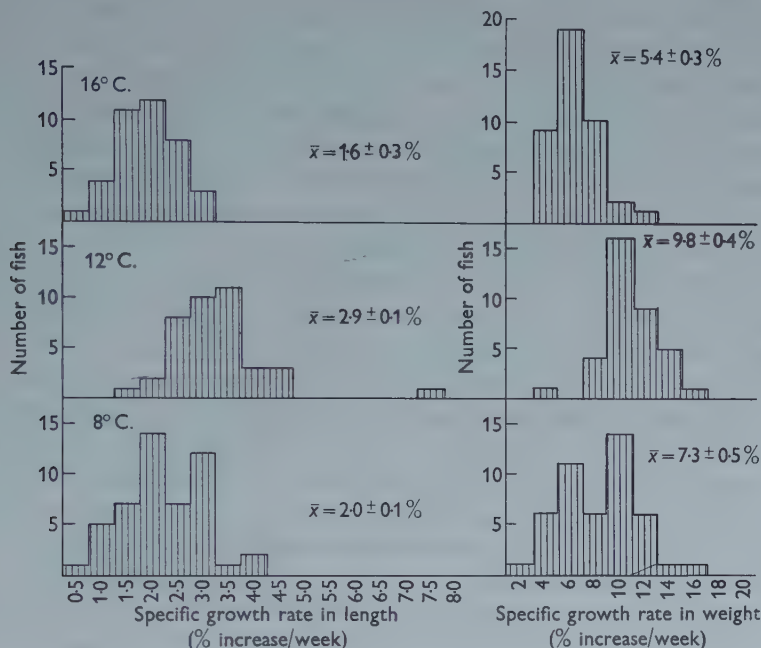 20
15
10
5
16° C.
x̄ = 1·6 ± 0·3 %
15
10
5
x̄ = 5·4 ± 0·3 %
Number of fish
12° C.
15
10
5
x̄ = 2·9 ± 0·1 %
15
10
5
x̄ = 9·8 ± 0·4 %
8° C.
15
10
5
x̄ = 2·0 ± 0·1 %
15
10
5
x̄ = 7·3 ± 0·5 %
0·5 1·0 1·5 2·0 2·5 3·0 3·5 4·0 4·5 5·0 5·5 6·0 6·5 7·0 7·5 8·0
Specific growth rate in length
(% increase/week)
Number of fish
2 4 6 8 10 12 14 16 18 20
Specific growth rate in weight
(% increase/week)